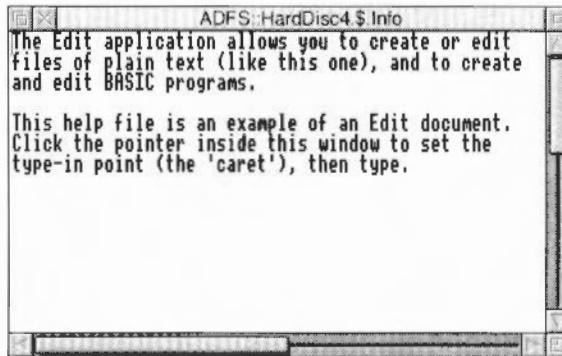 ADFS::HardDisc4.$.Info
The Edit application allows you to create or edit
files of plain text (like this one), and to create
and edit BASIC programs.
This help file is an example of an Edit document.
Click the pointer inside this window to set the
type-in point (the 'caret'), then type.